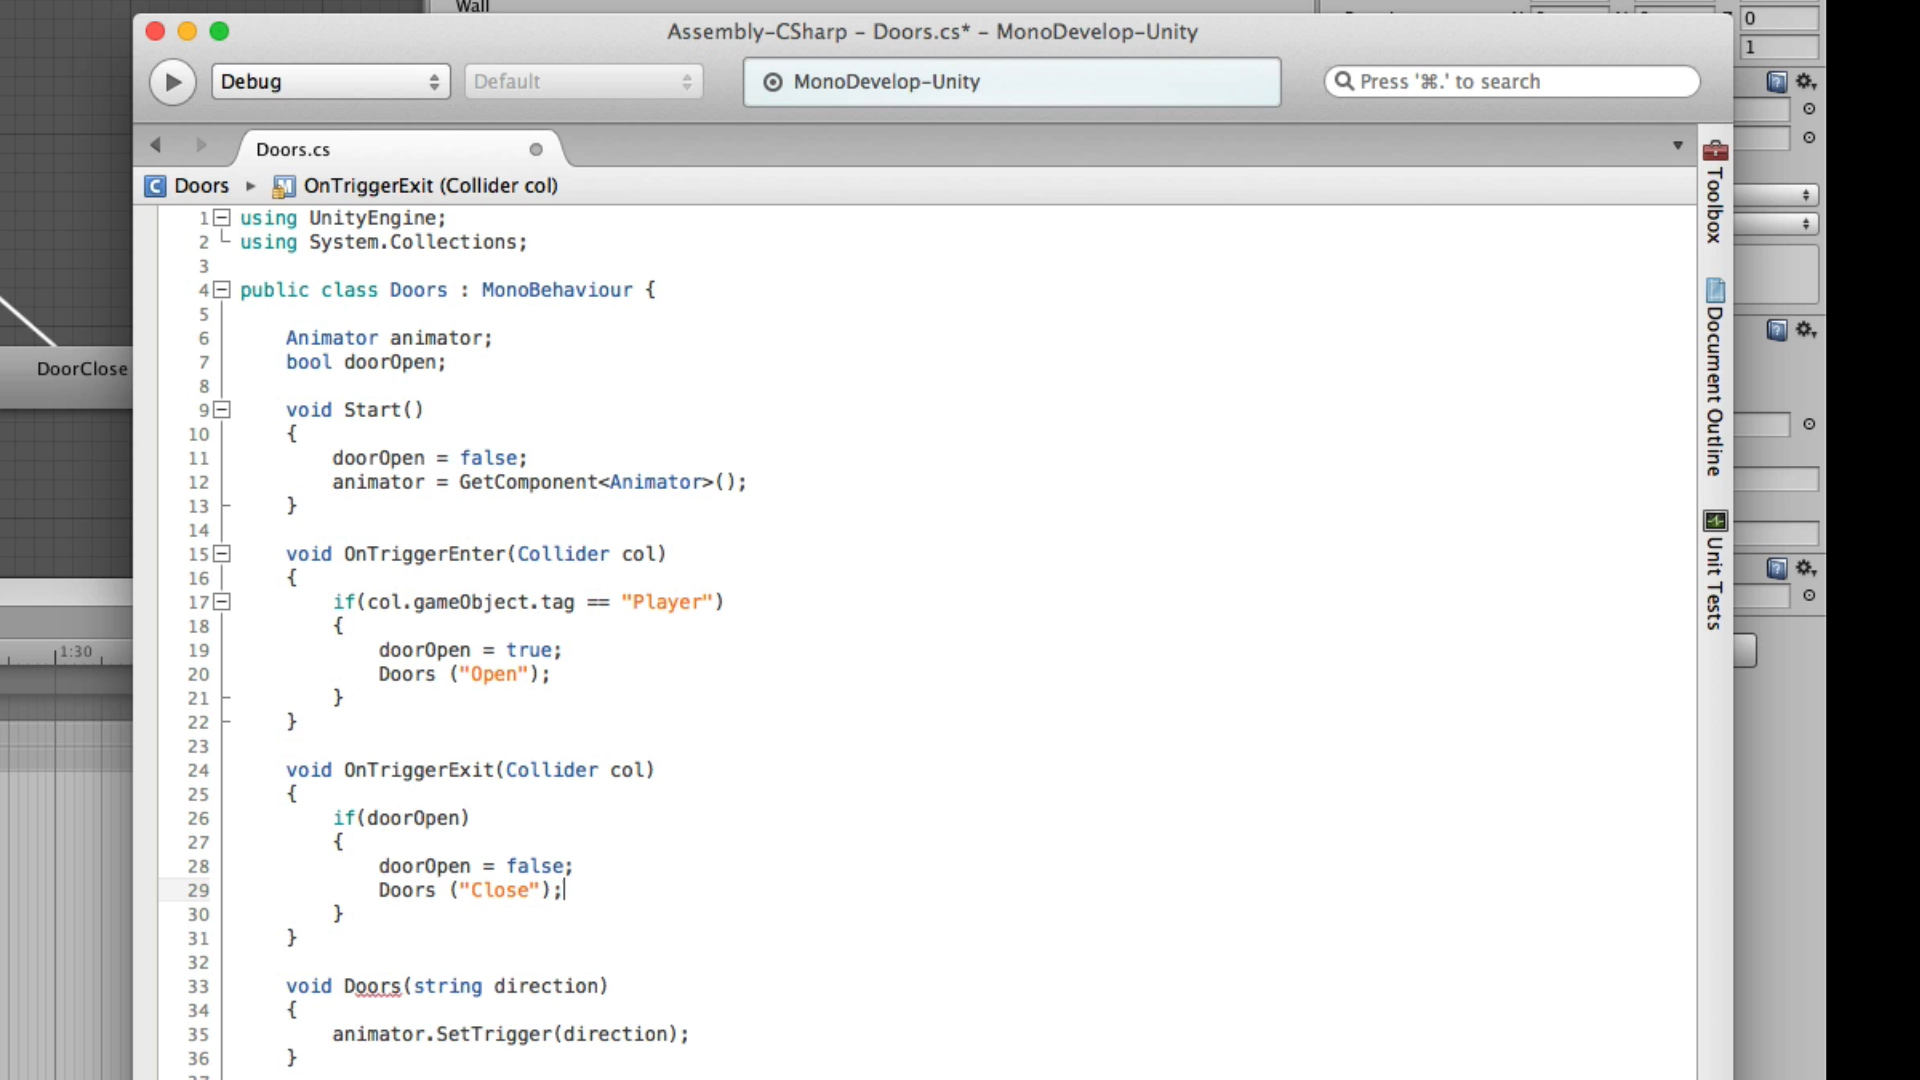 Wall
Assembly-CSharp – Doors.cs* – MonoDevelop-Unity
0
1
Debug
Default
MonoDevelop-Unity
Press '⌘.' to search
Doors.cs
Doors ▸ OnTriggerExit (Collider col)
Toolbox
Document Outline
Unit Tests
DoorClose
1:30
1 using UnityEngine;
2 using System.Collections;
3
4 public class Doors : MonoBehaviour {
5
6 Animator animator;
7 bool doorOpen;
8
9 void Start()
10 {
11 doorOpen = false;
12 animator = GetComponent<Animator>();
13 }
14
15 void OnTriggerEnter(Collider col)
16 {
17 if(col.gameObject.tag == "Player")
18 {
19 doorOpen = true;
20 Doors ("Open");
21 }
22 }
23
24 void OnTriggerExit(Collider col)
25 {
26 if(doorOpen)
27 {
28 doorOpen = false;
29 Doors ("Close");
30 }
31 }
32
33 void Doors(string direction)
34 {
35 animator.SetTrigger(direction);
36 }